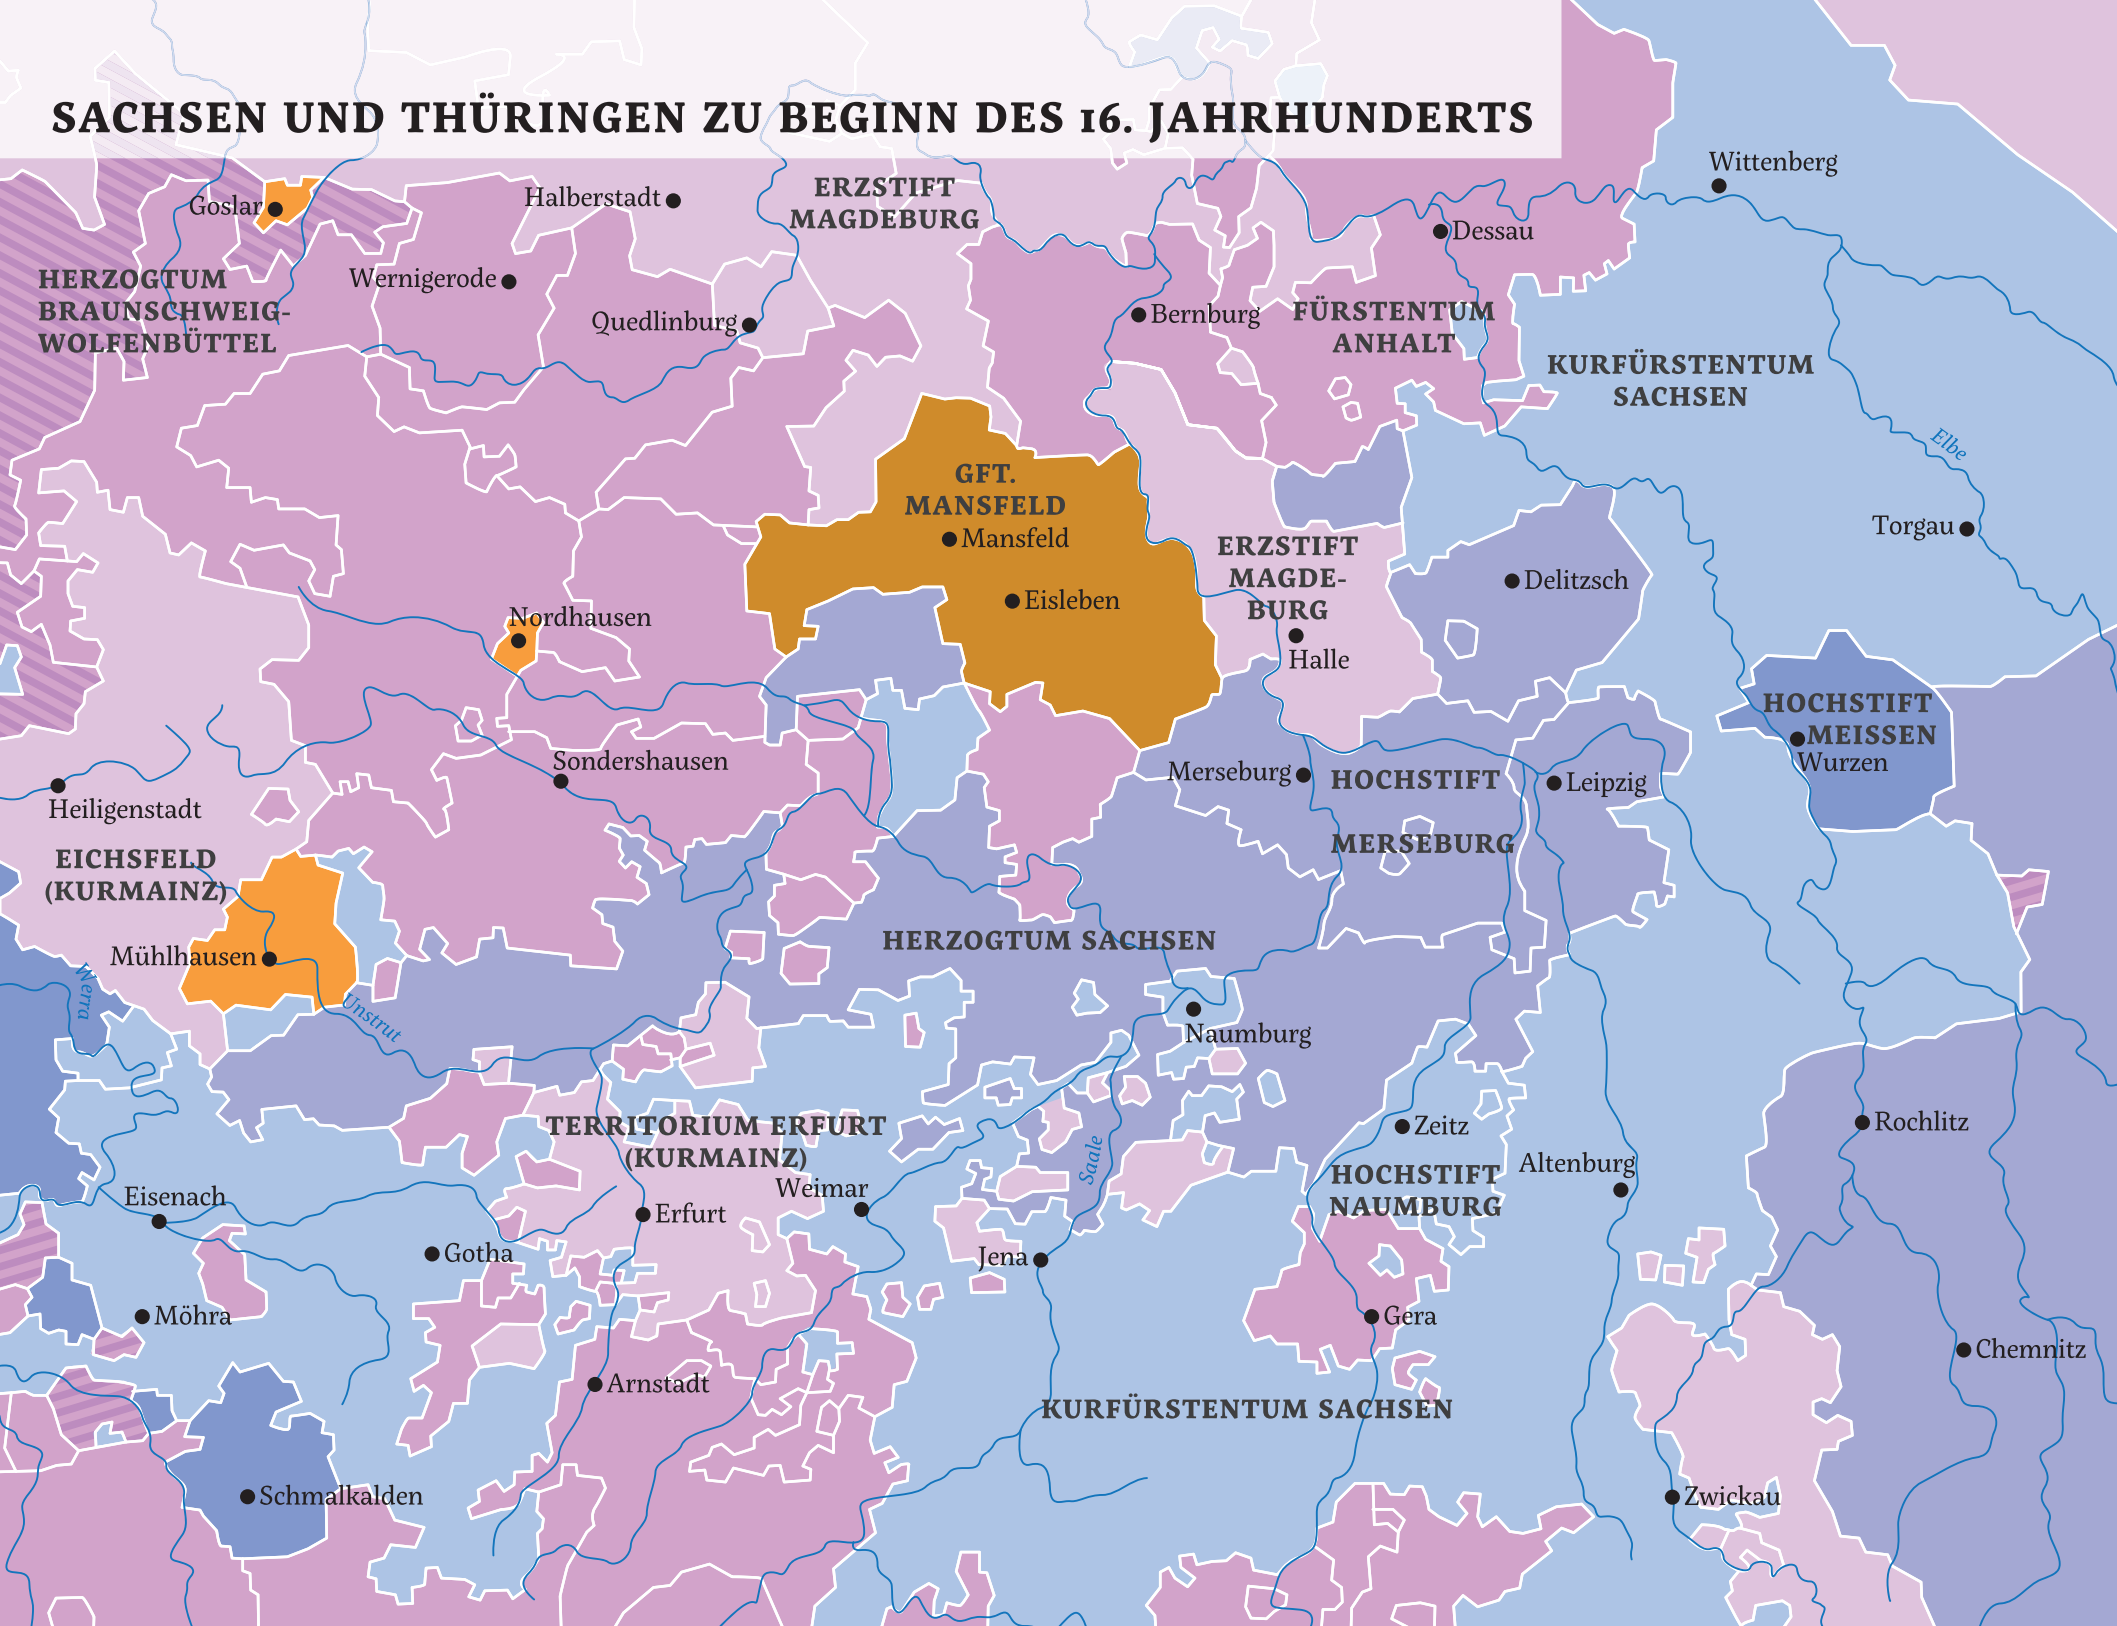 SACHSEN UND THÜRINGEN ZU BEGINN DES 16. JAHRHUNDERTS
Wittenberg
Halberstadt
ERZSTIFT
MAGDEBURG
Goslar
Dessau
HERZOGTUM
BRAUNSCHWEIG-
WOLFENBÜTTEL
Wernigerode
Quedlinburg
Bernburg
FÜRSTENTUM
ANHALT
KURFÜRSTENTUM
SACHSEN
Elbe
GFT.
MANSFELD
Mansfeld
Torgau
ERZSTIFT
MAGDE-
BURG
Halle
Delitzsch
Eisleben
Nordhausen
HOCHSTIFT
MEISSEN
Wurzen
Sondershausen
Merseburg
HOCHSTIFT
MERSEBURG
Leipzig
Heiligenstadt
EICHSFELD
(KURMAINZ)
Mühlhausen
HERZOGTUM SACHSEN
Werra
Unstrut
Naumburg
TERRITORIUM ERFURT
(KURMAINZ)
Zeitz
Rochlitz
Saale
Altenburg
HOCHSTIFT
NAUMBURG
Weimar
Eisenach
Erfurt
Gotha
Jena
Möhra
Gera
Chemnitz
Arnstadt
KURFÜRSTENTUM SACHSEN
Schmalkalden
Zwickau